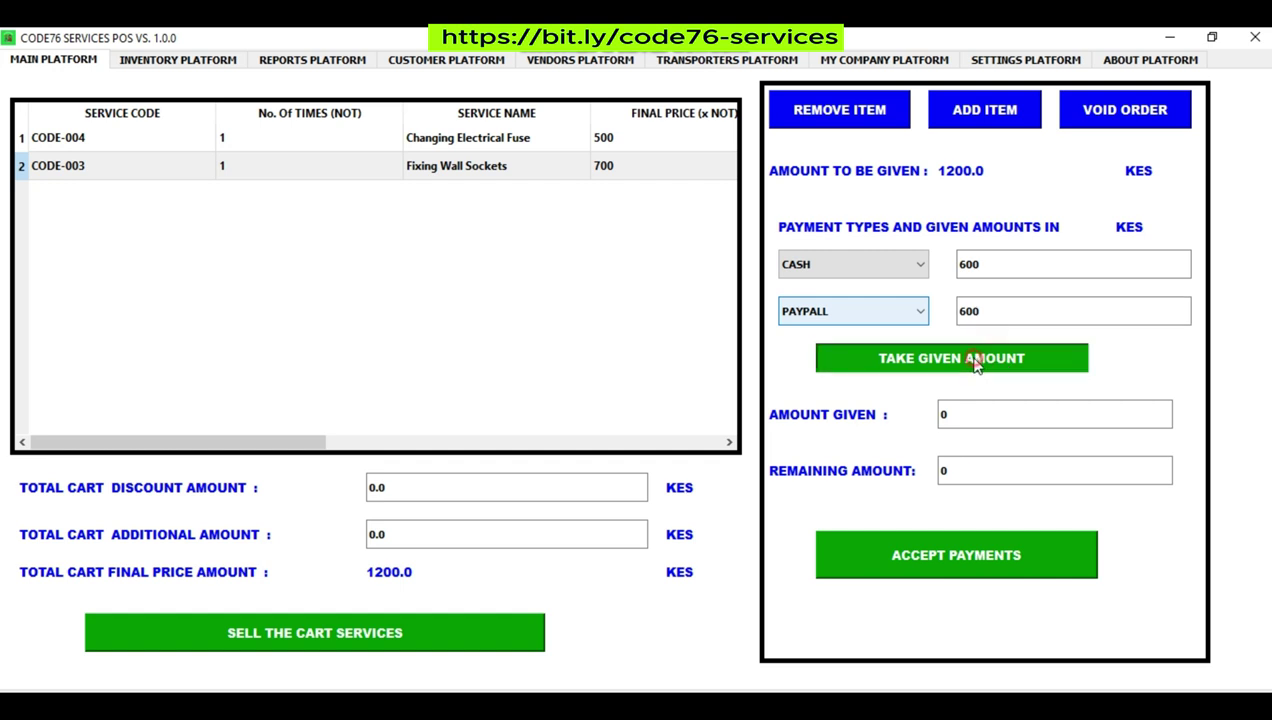 https://bit.ly/code76-services
CODE76 SERVICES POS VS. 1.0.0
MAIN PLATFORM INVENTORY PLATFORM REPORTS PLATFORM CUSTOMER PLATFORM VENDORS PLATFORM TRANSPORTERS PLATFORM MY COMPANY PLATFORM SETTINGS PLATFORM ABOUT PLATFORM
SERVICE CODE No. Of TIMES (NOT) SERVICE NAME FINAL PRICE (x NOT)
1 CODE-004 1 Changing Electrical Fuse 500
2 CODE-003 1 Fixing Wall Sockets 700
TOTAL CART DISCOUNT AMOUNT : 0.0 KES
TOTAL CART ADDITIONAL AMOUNT : 0.0 KES
TOTAL CART FINAL PRICE AMOUNT : 1200.0 KES
SELL THE CART SERVICES
REMOVE ITEM ADD ITEM VOID ORDER
AMOUNT TO BE GIVEN : 1200.0 KES
PAYMENT TYPES AND GIVEN AMOUNTS IN KES
CASH 600
PAYPALL 600
TAKE GIVEN AMOUNT
AMOUNT GIVEN : 0
REMAINING AMOUNT: 0
ACCEPT PAYMENTS